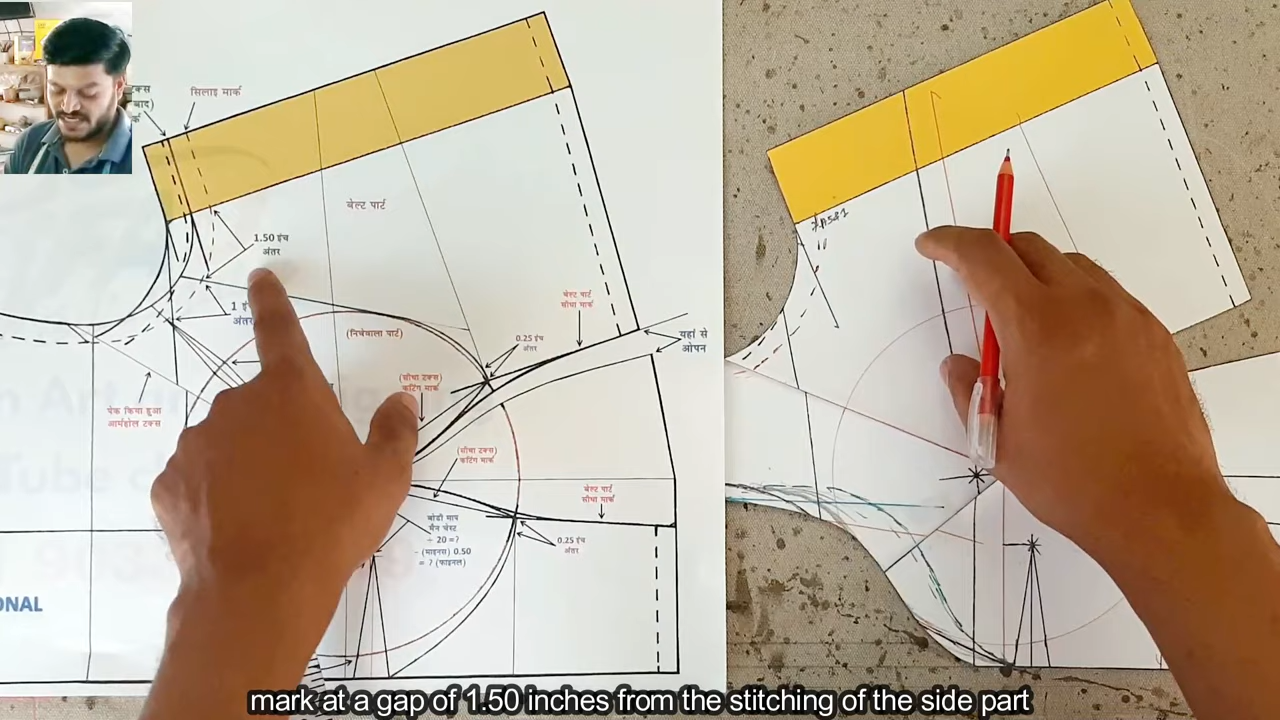 क्स
बाद)
सिलाइ मार्क
बेल्ट पार्ट
1.50 इंच
अंतर
1 इं
अंतर
(निचेवाला पार्ट)
बेल्ट पार्ट
सीधा मार्क
0.25 इंच
अंतर
यहां से
ओपन
(सीधा टक्स)
कटिंग मार्क
पेक किया हुआ
आर्महोल टक्स
(सीधा टक्स)
कटिंग मार्क
बेल्ट पार्ट
सीधा मार्क
बोडी माप
मैन चेस्ट
÷ 20 =?
- (माइनस) 0.50
= ? (फाइनल)
0.25 इंच
अंतर
ONAL
mark at a gap of 1.50 inches from the stitching of the side part